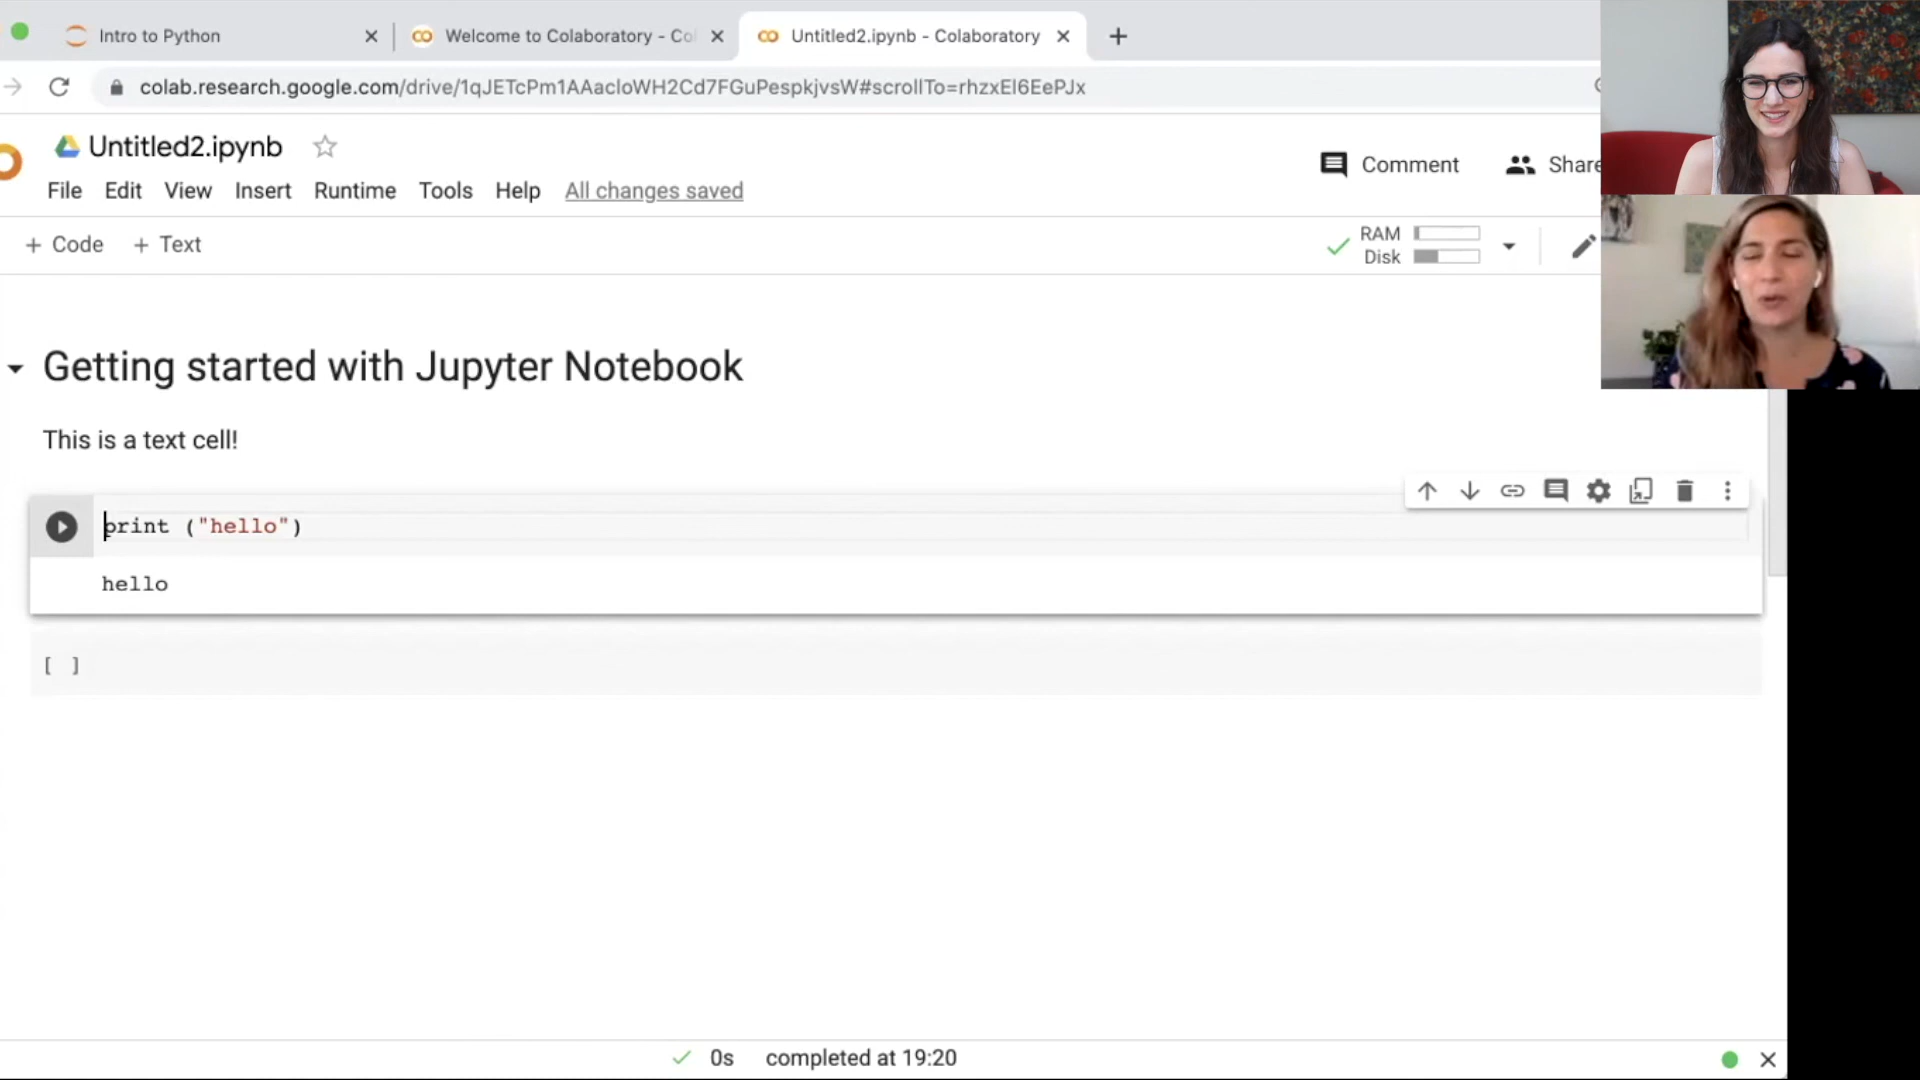 Intro to Python
Welcome to Colaboratory - Co
Untitled2.ipynb - Colaboratory
colab.research.google.com/drive/1qJETcPm1AAacloWH2Cd7FGuPespkjvsW#scrollTo=rhzxEl6EePJx
Untitled2.ipynb
Comment
Share
File Edit View Insert Runtime Tools Help All changes saved
+ Code + Text
RAM
Disk
Getting started with Jupyter Notebook
This is a text cell!
print ("hello")
hello
[ ]
0s completed at 19:20